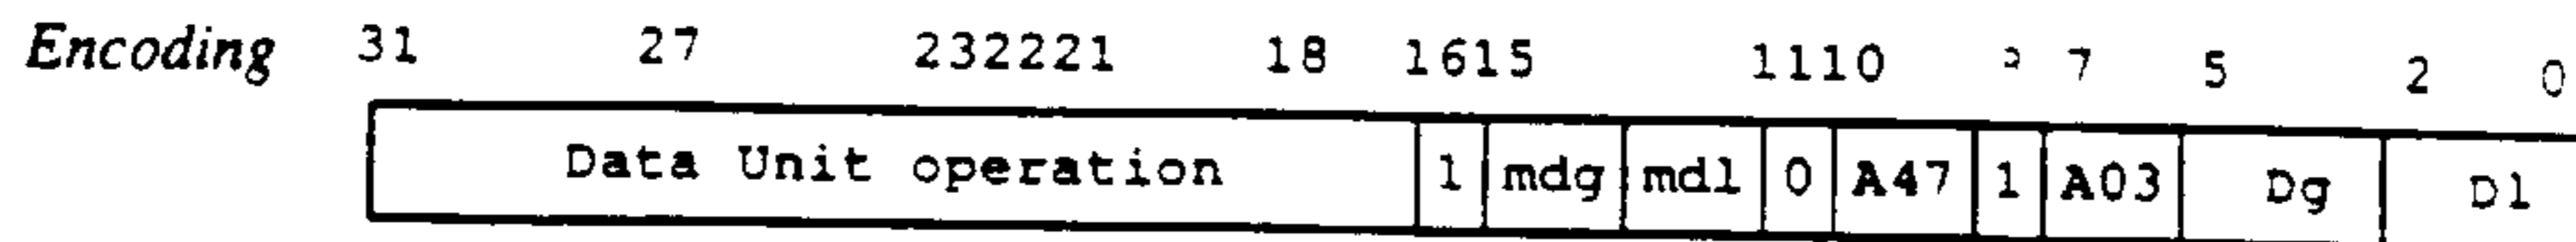 Encoding 31 27 232221 18 1615 1110 7 5 2 0
Data Unit operation 1 mdg mdl 0 A47 1 A03 Dg Dl